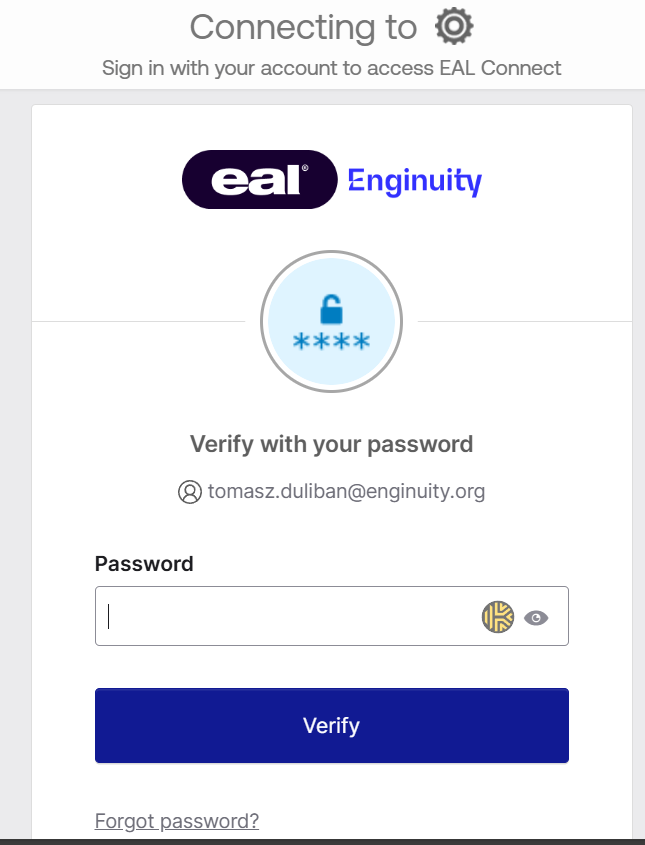 Connecting to
Sign in with your account to access EAL Connect
eal® Enginuity
****
Verify with your password
tomasz.duliban@enginuity.org
Password
Verify
Forgot password?